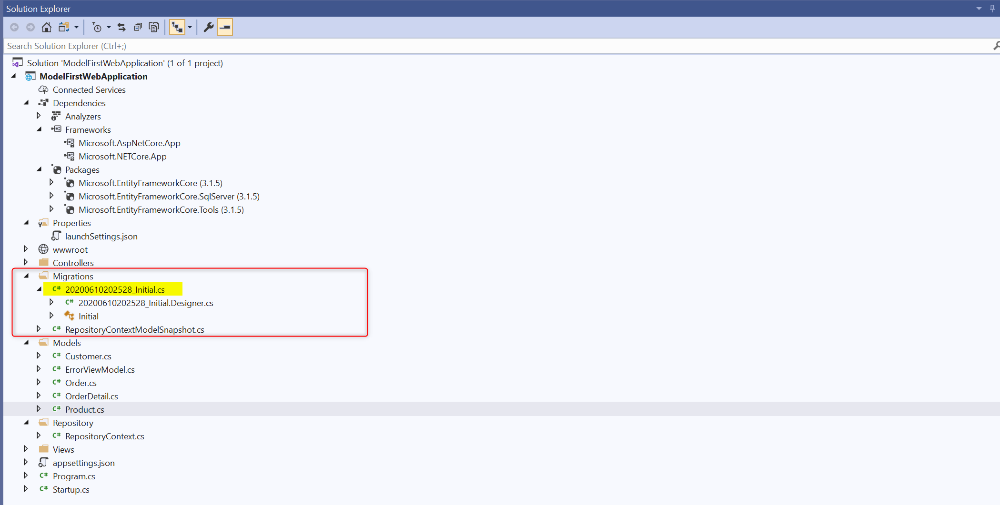 Solution Explorer
Search Solution Explorer (Ctrl+;)
Solution 'ModelFirstWebApplication' (1 of 1 project)
ModelFirstWebApplication
Connected Services
Dependencies
Analyzers
Frameworks
Microsoft.AspNetCore.App
Microsoft.NETCore.App
Packages
Microsoft.EntityFrameworkCore (3.1.5)
Microsoft.EntityFrameworkCore.SqlServer (3.1.5)
Microsoft.EntityFrameworkCore.Tools (3.1.5)
Properties
launchSettings.json
wwwroot
Controllers
Migrations
C# 20200610202528_Initial.cs
C# 20200610202528_Initial.Designer.cs
Initial
C# RepositoryContextModelSnapshot.cs
Models
C# Customer.cs
C# ErrorViewModel.cs
C# Order.cs
C# OrderDetail.cs
C# Product.cs
Repository
C# RepositoryContext.cs
Views
appsettings.json
C# Program.cs
C# Startup.cs